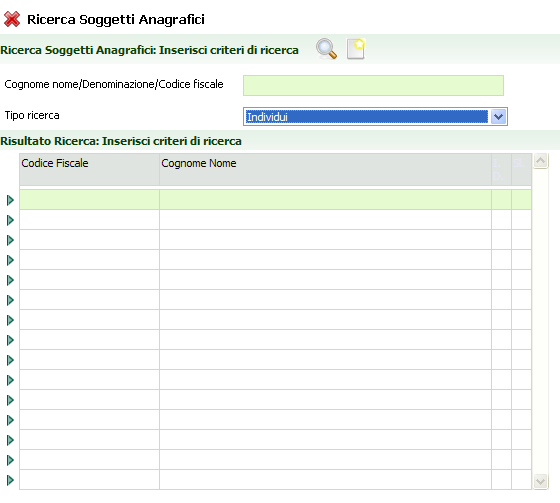 Ricerca Soggetti Anagrafici
Ricerca Soggetti Anagrafici: Inserisci criteri di ricerca
Cognome nome/Denominazione/Codice fiscale
Tipo ricerca
Individui
Risultato Ricerca: Inserisci criteri di ricerca
Codice Fiscale Cognome Nome